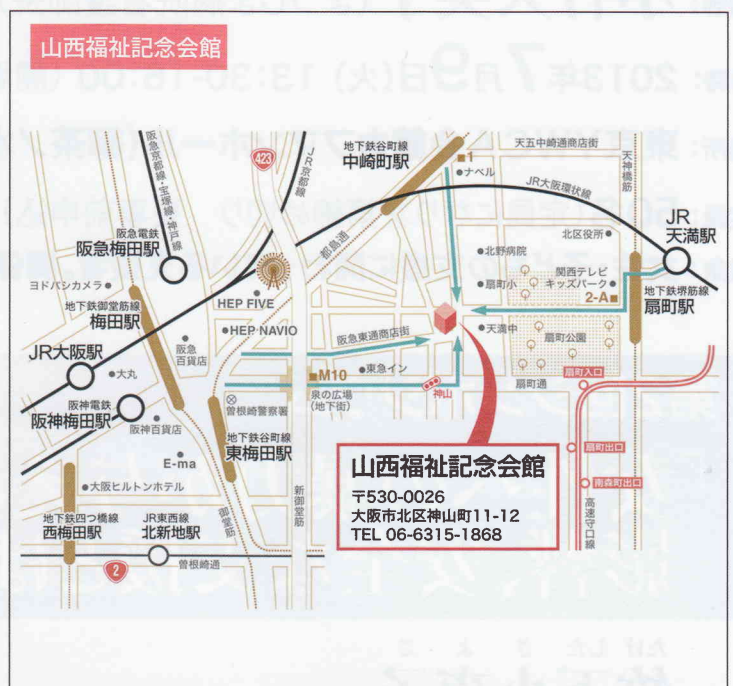 山西福祉記念会館
天五中崎通商店街
地下鉄谷町線
中崎町駅
1
ナベル
天神橋筋
阪急京都線・宝塚線・神戸線
423
JR京都線
JR大阪環状線
都島通
北区役所
JR
天満駅
阪急電鉄
阪急梅田駅
北野病院
関西テレビ
キッズパーク
扇町小
2-A
地下鉄堺筋線
扇町駅
ヨドバシカメラ
地下鉄御堂筋線
梅田駅
HEP FIVE
HEP・NAVIO
阪急東通商店街
天満中
扇町公園
阪急
百貨店
JR大阪駅
大丸
M10
東急イン
泉の広場
(地下街)
神山
扇町通
扇町入口
阪神電鉄
阪神梅田駅
阪神百貨店
曽根崎警察署
地下鉄谷町線
東梅田駅
扇町出口
E-ma
大阪ヒルトンホテル
南森町出口
山西福祉記念会館
〒530-0026
大阪市北区神山町11-12
TEL 06-6315-1868
地下鉄四つ橋線
西梅田駅
JR東西線
北新地駅
御堂筋
新御堂筋
高速守口線
2
曽根崎通